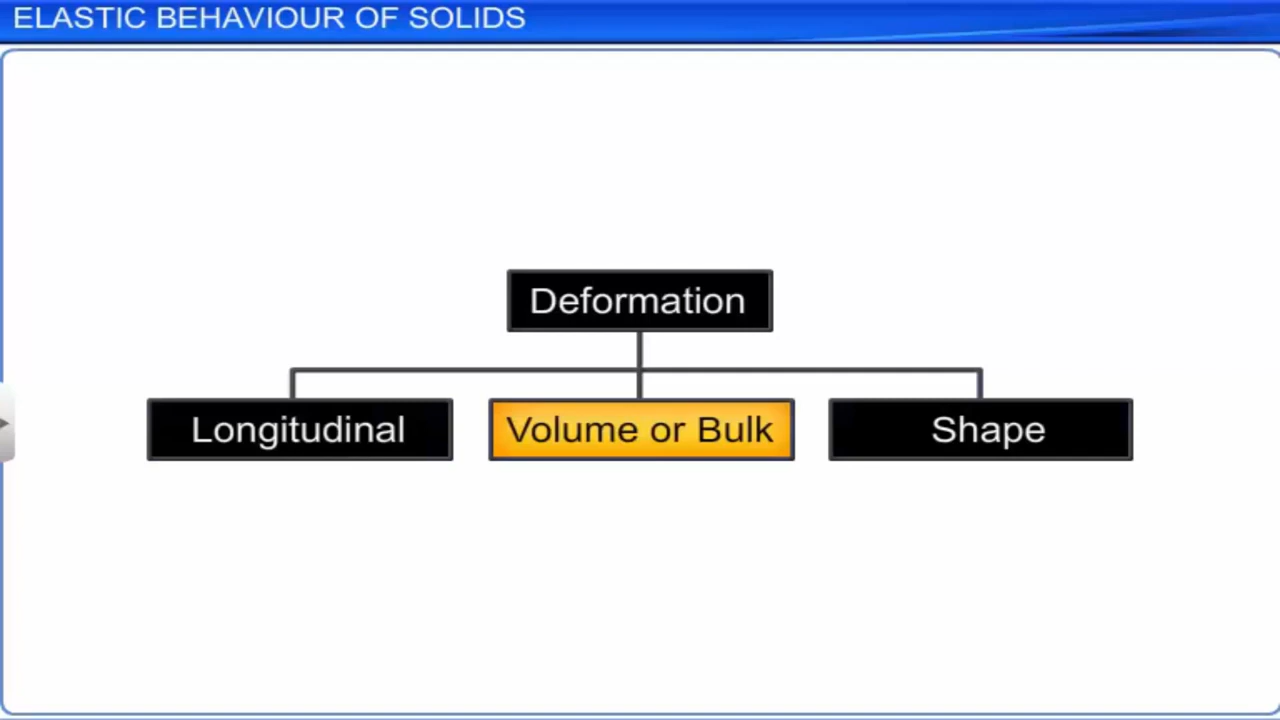 ELASTIC BEHAVIOUR OF SOLIDS
Deformation
Longitudinal
Volume or Bulk
Shape